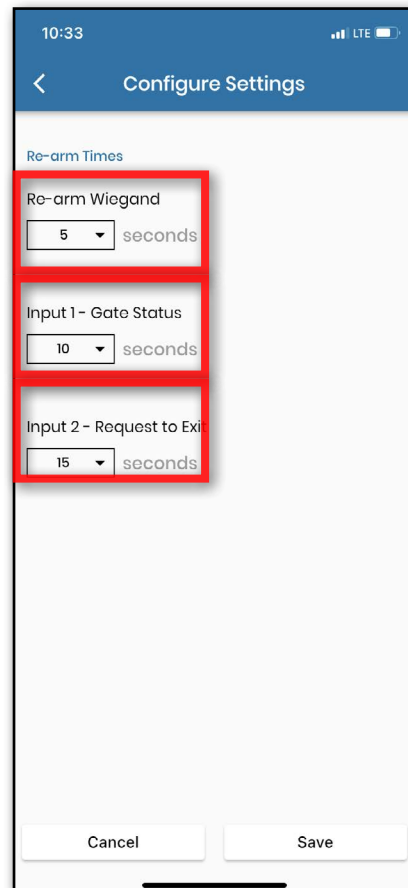 10:33 LTE
Configure Settings
Re-arm Times
Re-arm Wiegand
5 seconds
Input 1 - Gate Status
10 seconds
Input 2 - Request to Exit
15 seconds
Cancel Save